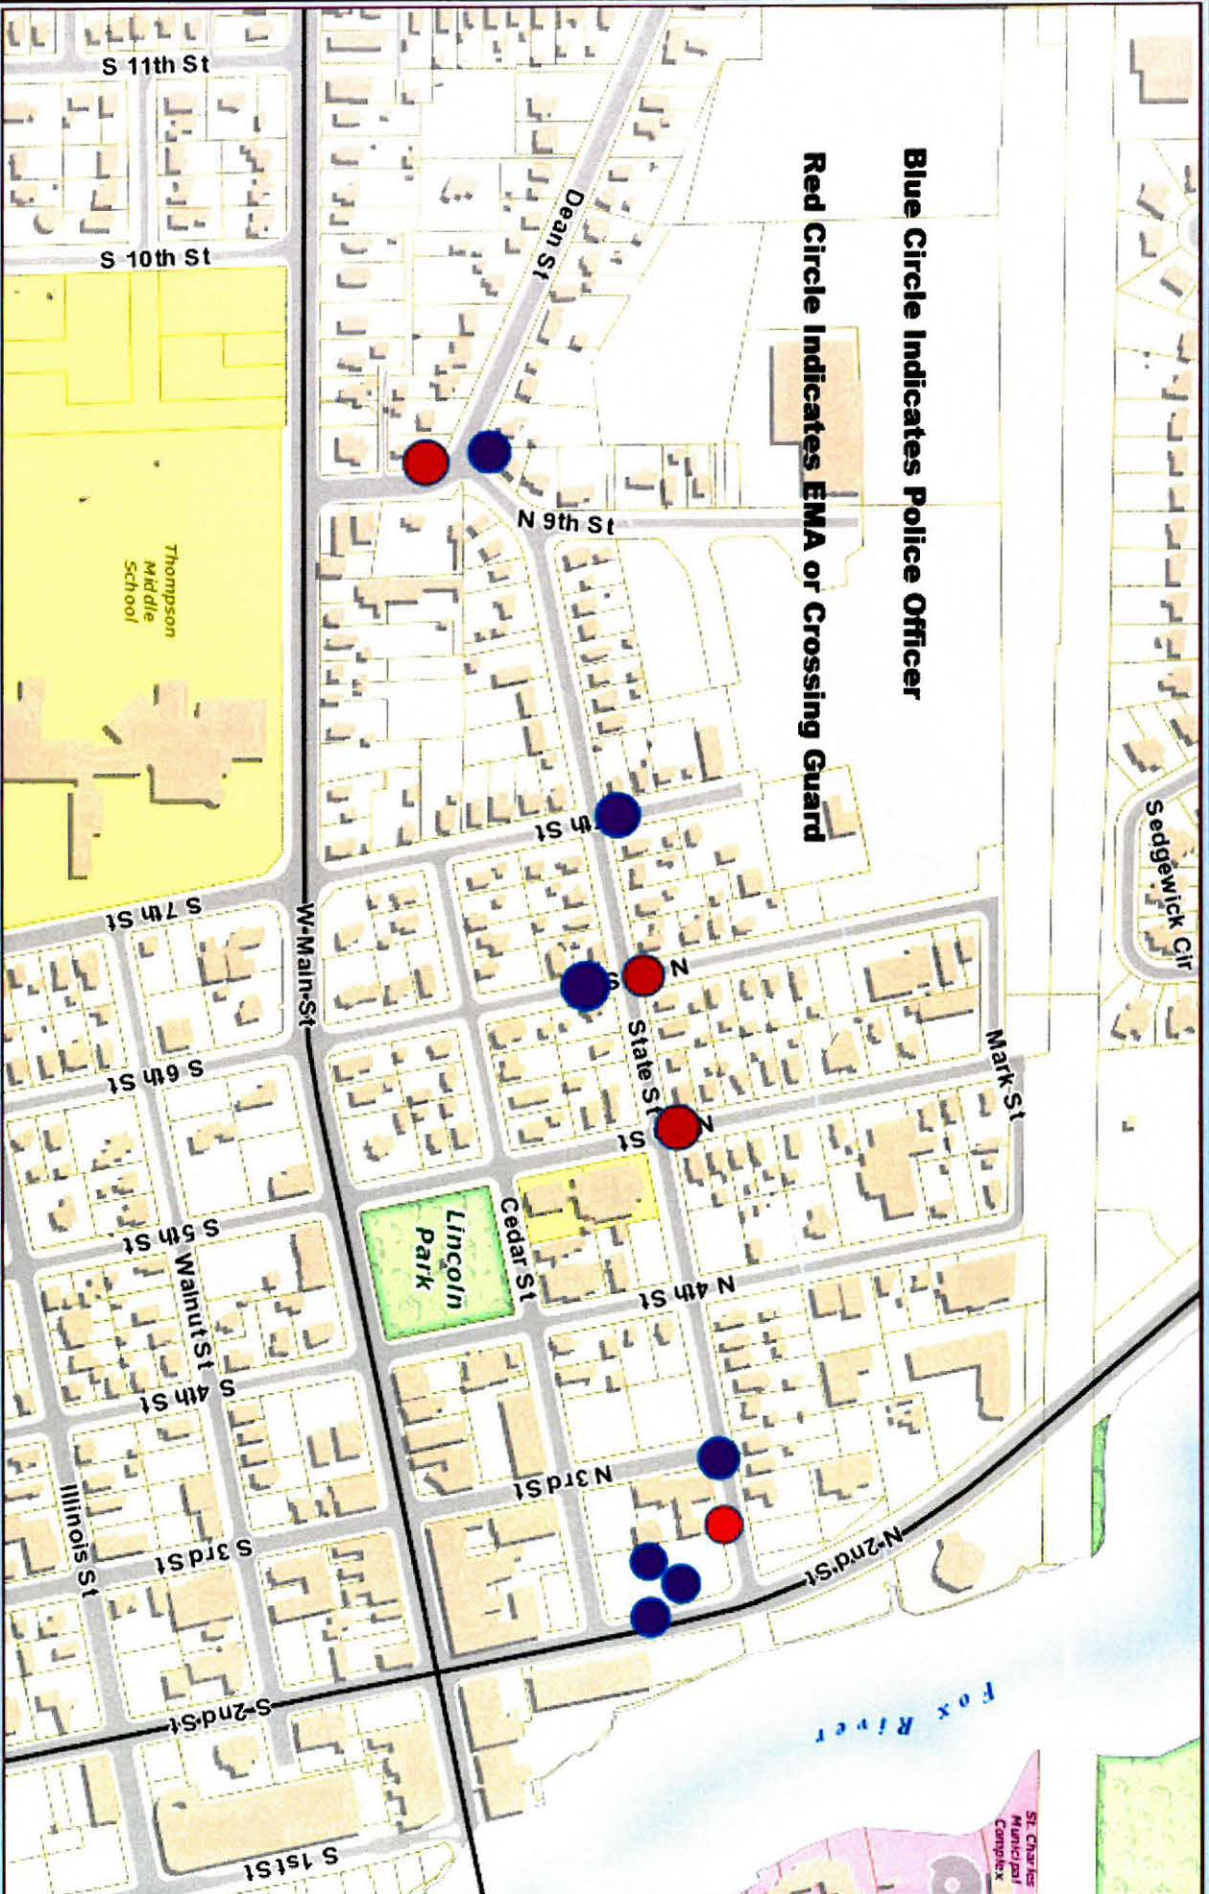 Blue Circle Indicates Police Officer
Red Circle Indicates EMA or Crossing Guard
S 11th St
S 10th St
Dean St
N 9th St
Thompson
Middle
School
Sedgewick Cir
7th St
S 7th St
W Main St
N
S
State St
Mark St
S 6th St
N
St
S 5th St
Walnut St
Lincoln
Park
Cedar St
N 4th St
S 4th St
N 3rd St
S 3rd St
Illinois St
N 2nd St
S 2nd St
Fox River
St. Charles
Municipal
Complex
S 1st St